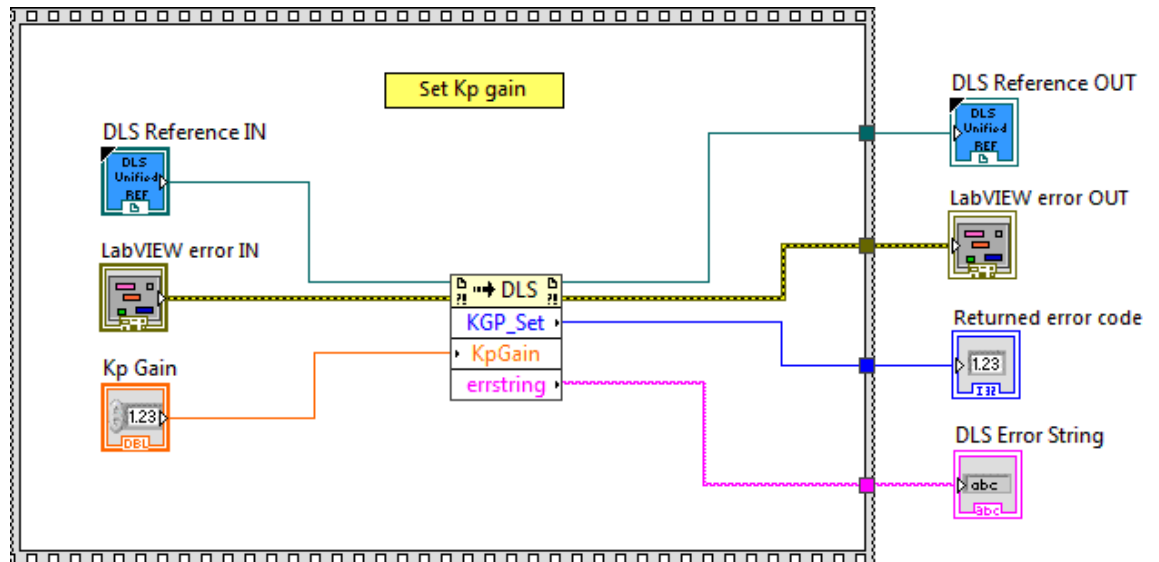 Set Kp gain
DLS Reference IN
DLS
Unified
REF
LabVIEW error IN
Kp Gain
1.23
DBL
?!
DLS
?!
KGP_Set
KpGain
errstring
DLS Reference OUT
DLS
Unified
REF
LabVIEW error OUT
Returned error code
1.23
I32
DLS Error String
abc
abc